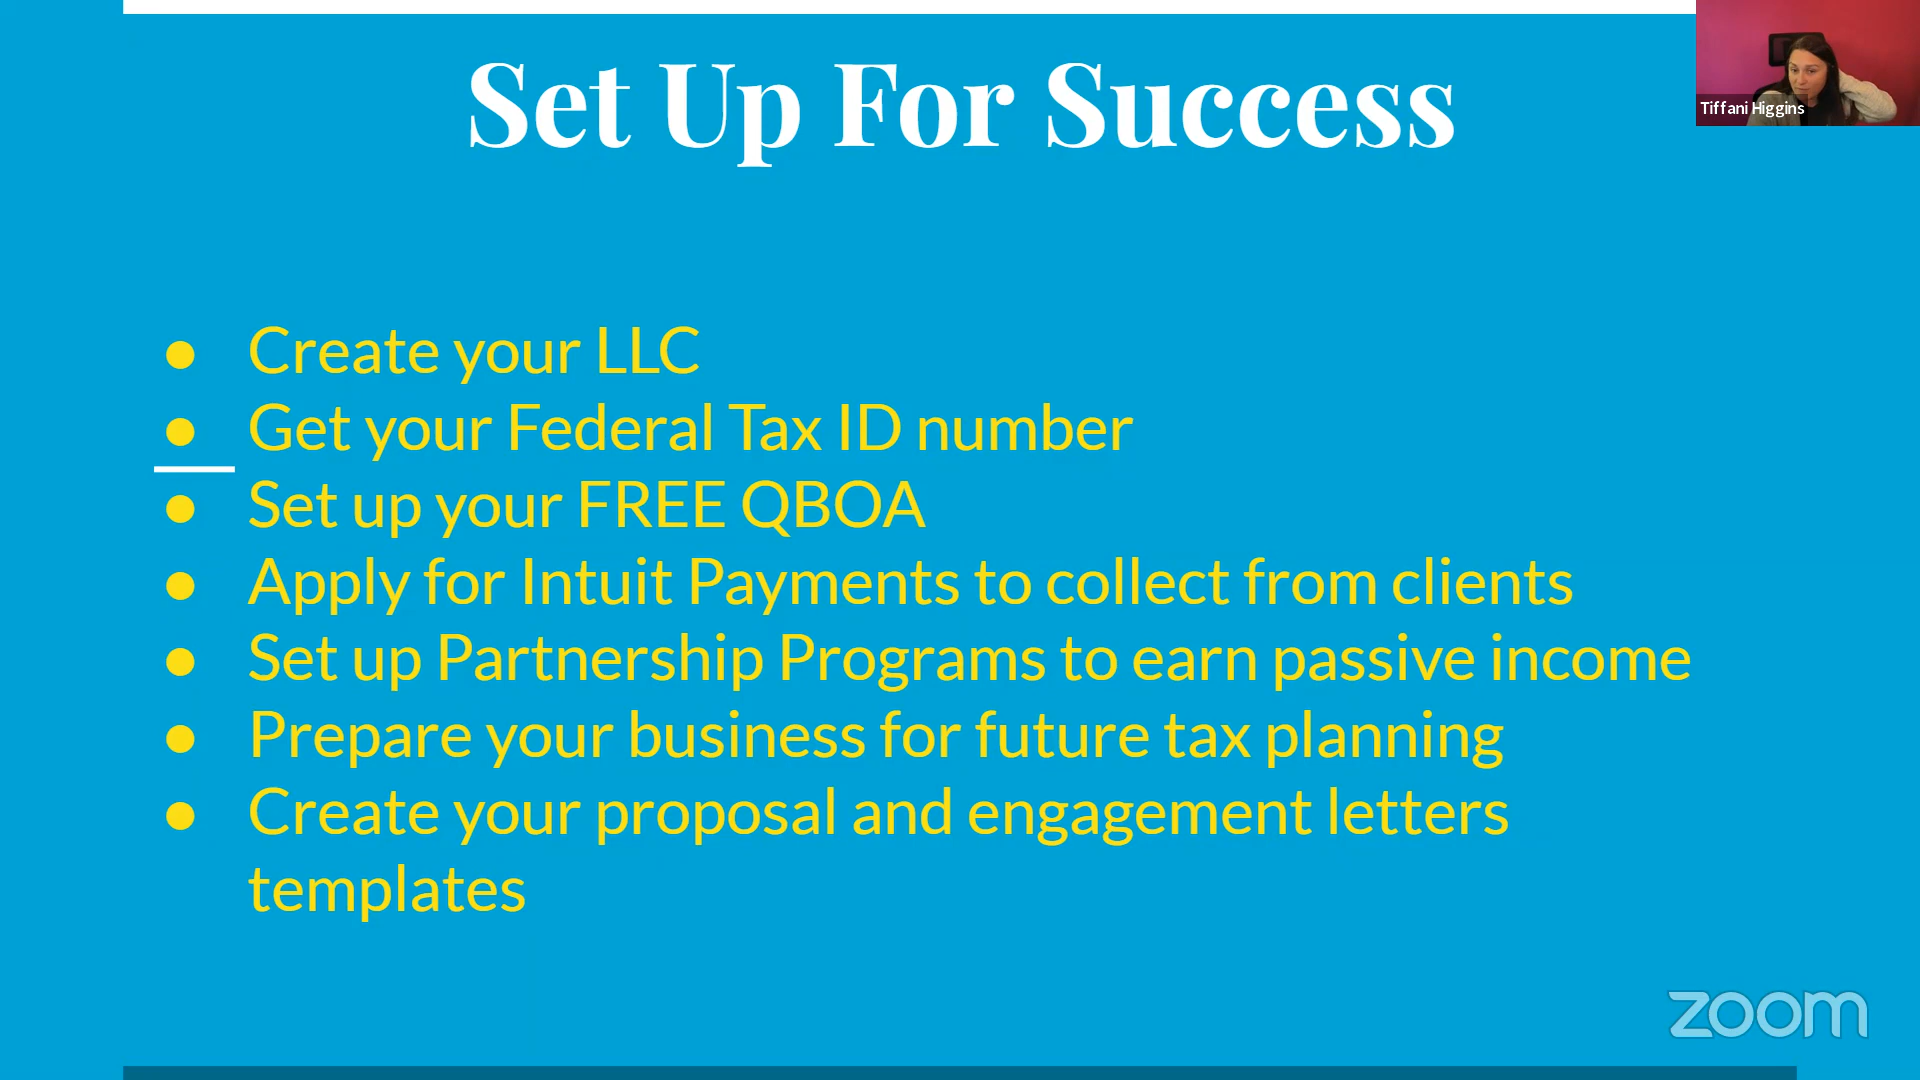 Set Up For Success
Tiffani Higgins
● Create your LLC
● Get your Federal Tax ID number
● Set up your FREE QBOA
● Apply for Intuit Payments to collect from clients
● Set up Partnership Programs to earn passive income
● Prepare your business for future tax planning
● Create your proposal and engagement letters
templates
zoom